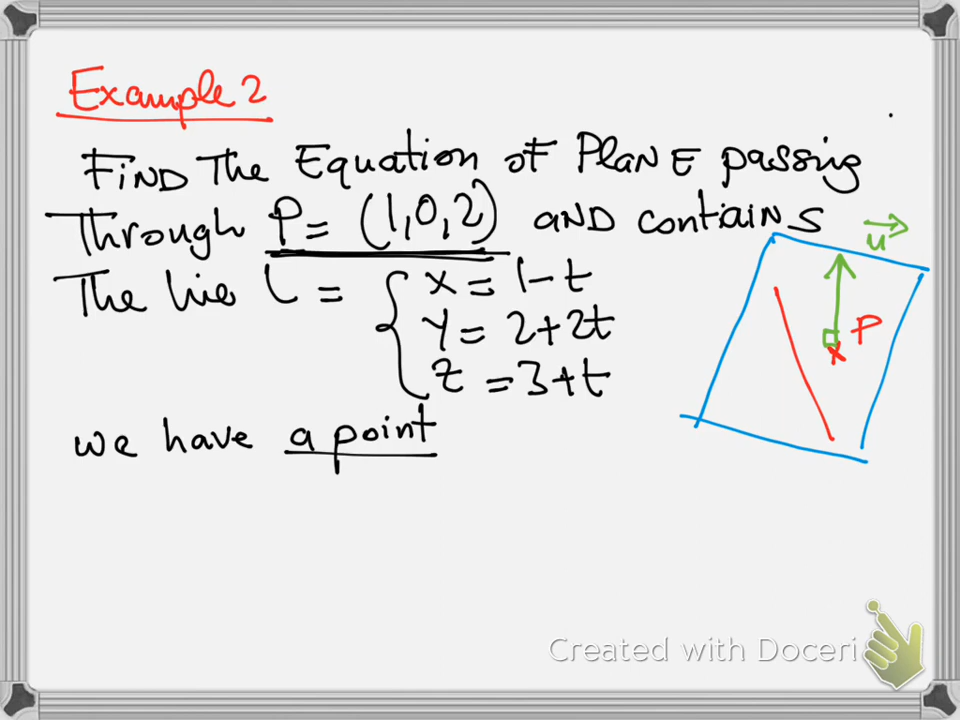 Example 2
FIND THE Equation OF PLANE passing
Through P= (1,0,2) AND contains
The line L = { x = 1-t
y = 2+2t
z = 3+t
u
P
we have a point
Created with Doceri